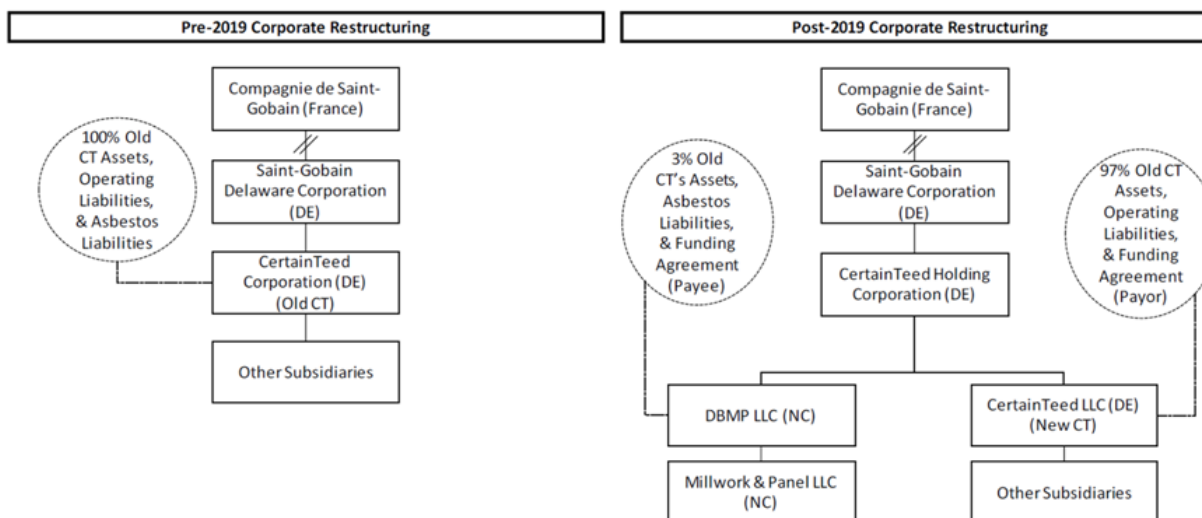 Pre-2019 Corporate Restructuring
Compagnie de Saint-
Gobain (France)
100% Old
CT Assets,
Operating
Liabilities,
& Asbestos
Liabilities
Saint-Gobain
Delaware Corporation
(DE)
CertainTeed
Corporation (DE)
(Old CT)
Other Subsidiaries
Post-2019 Corporate Restructuring
Compagnie de Saint-
Gobain (France)
3% Old
CT's Assets,
Asbestos
Liabilities,
& Funding
Agreement
(Payee)
Saint-Gobain
Delaware Corporation
(DE)
97% Old CT
Assets,
Operating
Liabilities,
& Funding
Agreement
(Payor)
CertainTeed Holding
Corporation (DE)
DBMP LLC (NC)
CertainTeed LLC (DE)
(New CT)
Millwork & Panel LLC
(NC)
Other Subsidiaries